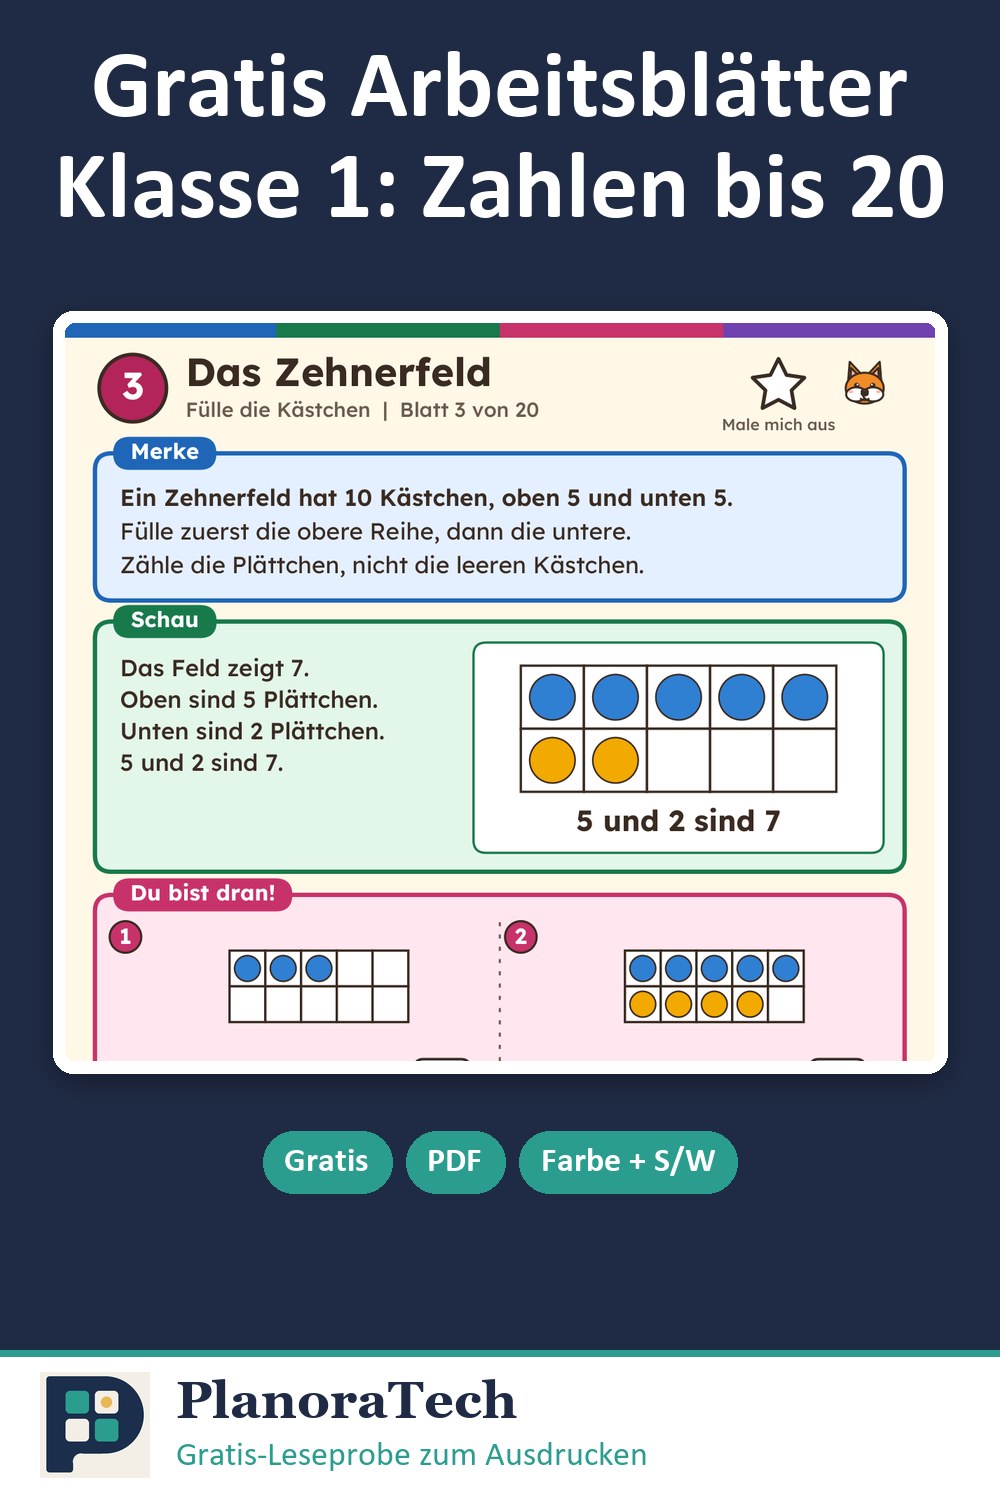 Gratis Arbeitsblätter
Klasse 1: Zahlen bis 20
3
Das Zehnerfeld
Fülle die Kästchen | Blatt 3 von 20
Male mich aus
Merke
Ein Zehnerfeld hat 10 Kästchen, oben 5 und unten 5.
Fülle zuerst die obere Reihe, dann die untere.
Zähle die Plättchen, nicht die leeren Kästchen.
Schau
Das Feld zeigt 7.
Oben sind 5 Plättchen.
Unten sind 2 Plättchen.
5 und 2 sind 7.
5 und 2 sind 7
Du bist dran!
1
2
Gratis
PDF
Farbe + S/W
PlanoraTech
Gratis-Leseprobe zum Ausdrucken